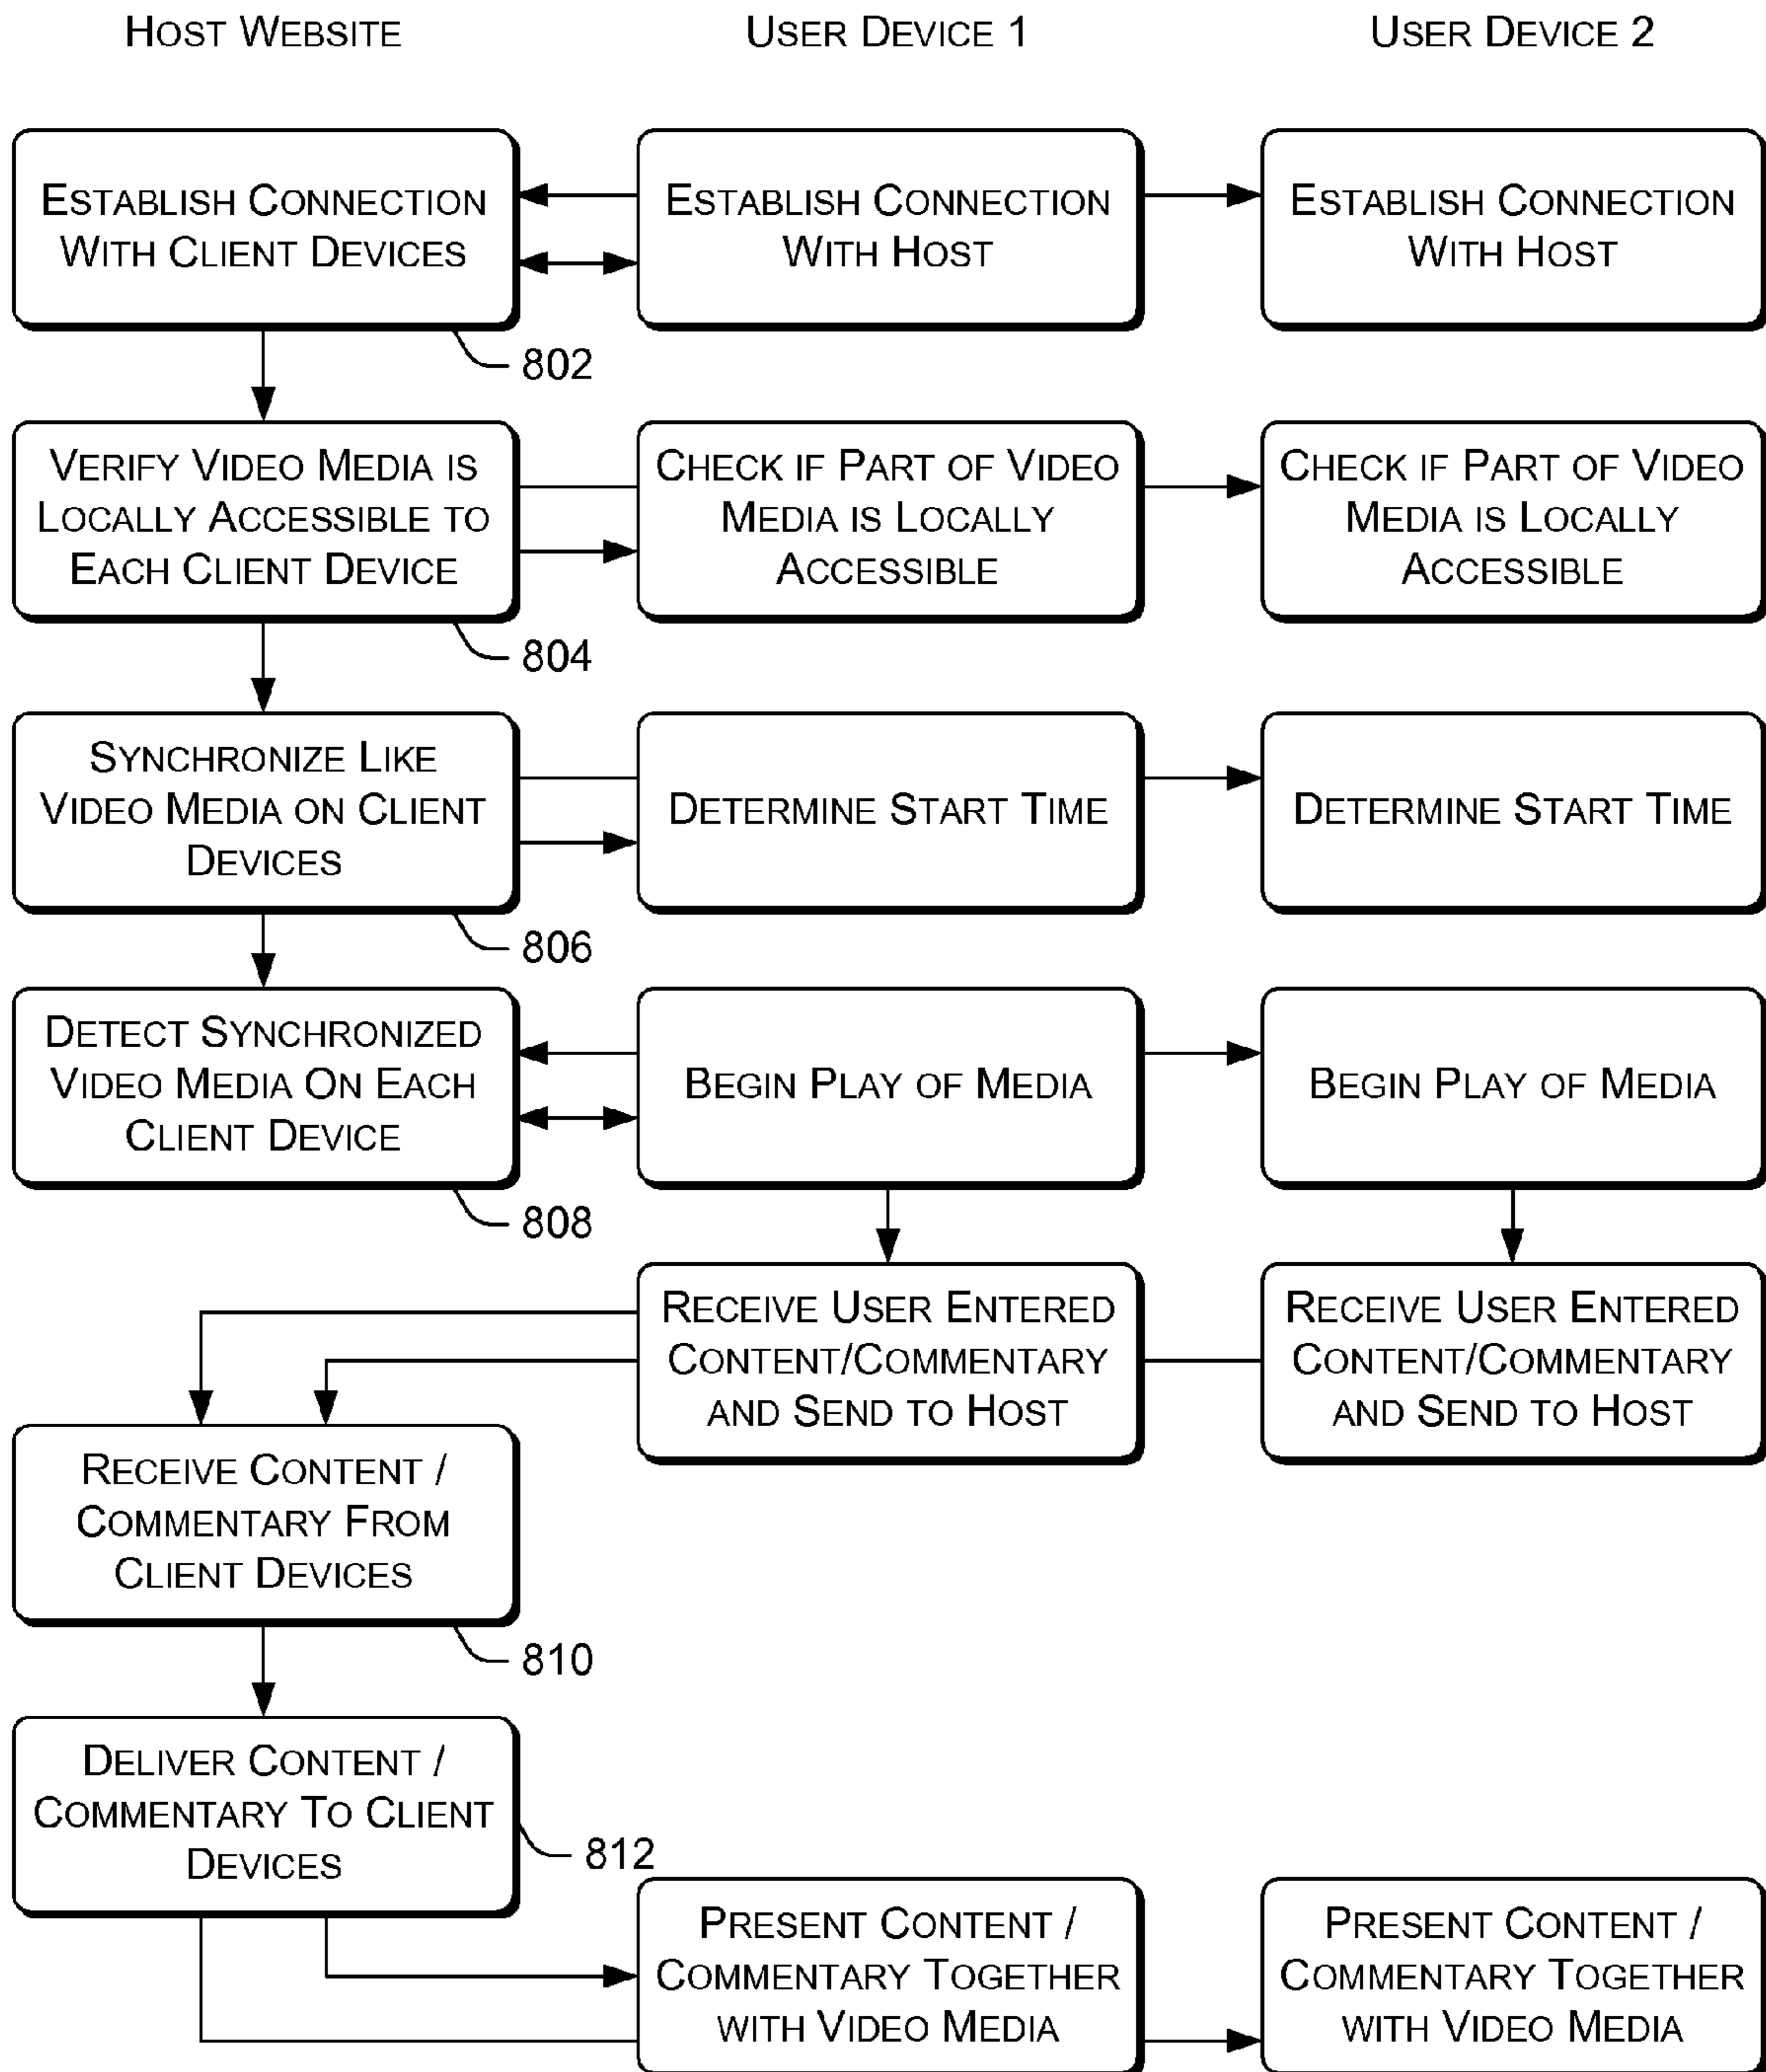 HOST WEBSITE
USER DEVICE 1
USER DEVICE 2
ESTABLISH CONNECTION
WITH CLIENT DEVICES
802
ESTABLISH CONNECTION
WITH HOST
ESTABLISH CONNECTION
WITH HOST
VERIFY VIDEO MEDIA IS
LOCALLY ACCESSIBLE TO
EACH CLIENT DEVICE
804
CHECK IF PART OF VIDEO
MEDIA IS LOCALLY
ACCESSIBLE
CHECK IF PART OF VIDEO
MEDIA IS LOCALLY
ACCESSIBLE
SYNCHRONIZE LIKE
VIDEO MEDIA ON CLIENT
DEVICES
806
DETERMINE START TIME
DETERMINE START TIME
DETECT SYNCHRONIZED
VIDEO MEDIA ON EACH
CLIENT DEVICE
808
BEGIN PLAY OF MEDIA
BEGIN PLAY OF MEDIA
RECEIVE USER ENTERED
CONTENT/COMMENTARY
AND SEND TO HOST
RECEIVE USER ENTERED
CONTENT/COMMENTARY
AND SEND TO HOST
RECEIVE CONTENT /
COMMENTARY FROM
CLIENT DEVICES
810
DELIVER CONTENT /
COMMENTARY TO CLIENT
DEVICES
812
PRESENT CONTENT /
COMMENTARY TOGETHER
WITH VIDEO MEDIA
PRESENT CONTENT /
COMMENTARY TOGETHER
WITH VIDEO MEDIA